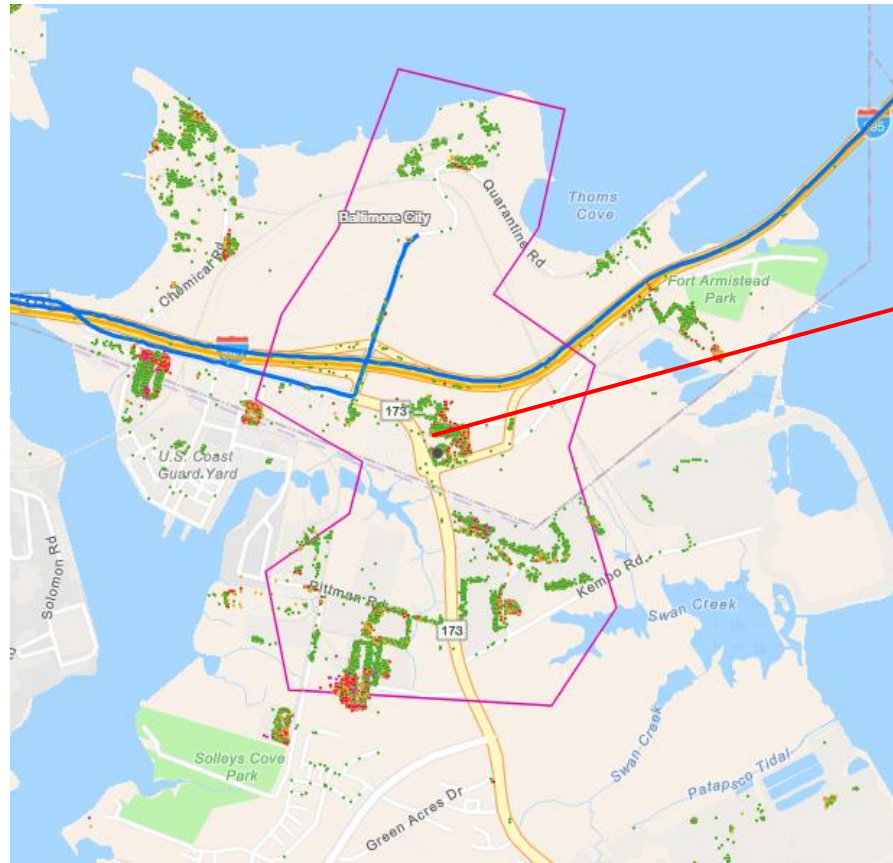 Baltimore City
Quarantine Rd
Thoms
Cove
Chemical Rd
Fort Armistead
Park
173
U.S. Coast
Guard Yard
Solomon Rd
Pittman Rd
Kembo Rd
Swan Creek
173
Solleys Cove
Park
Swan Creek
Patapsco Tidal
Green Acres Dr